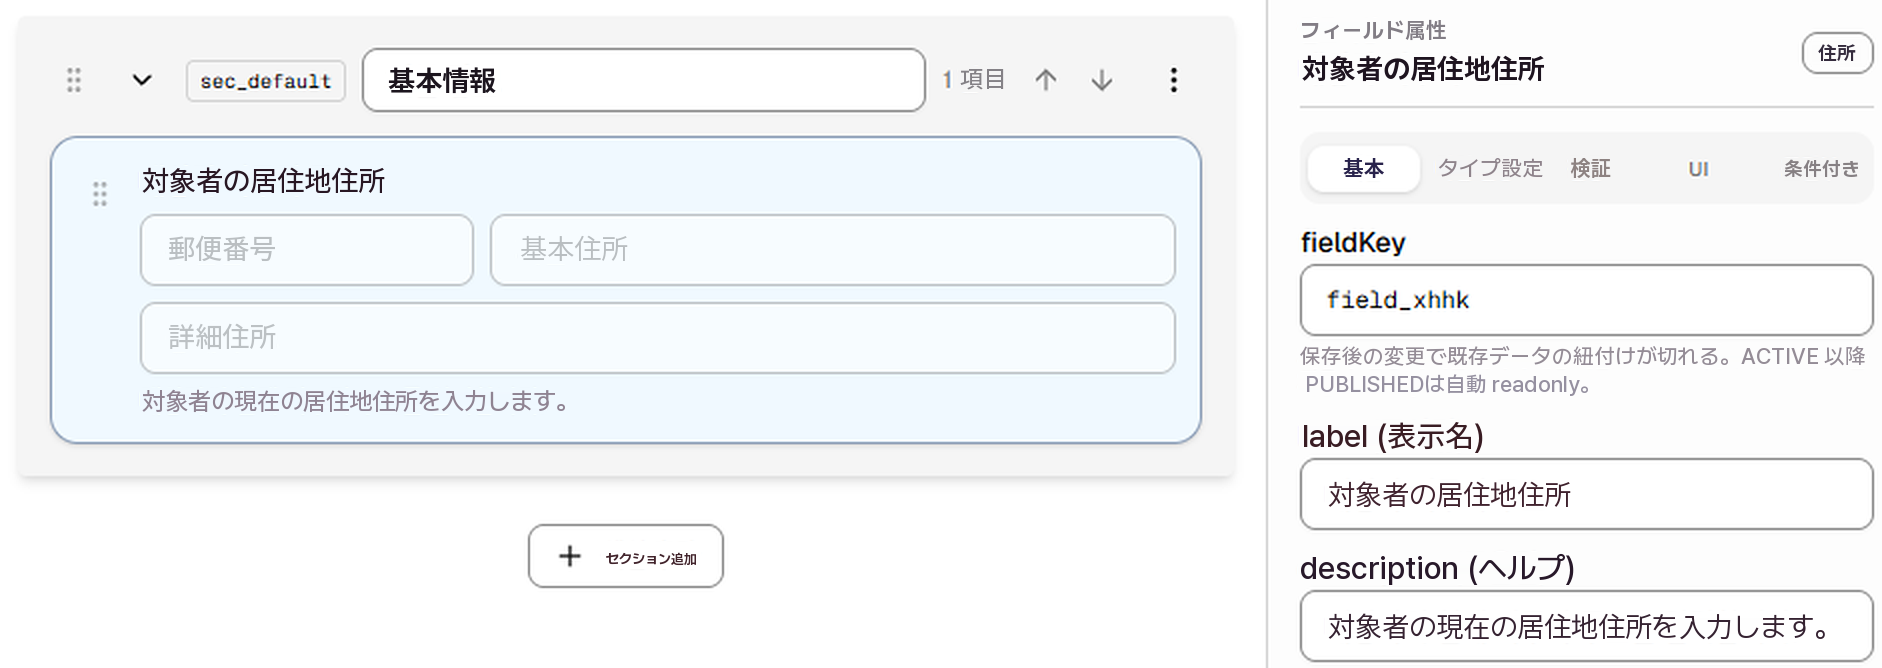 sec_default
基本情報
1 項目
対象者の居住地住所
郵便番号
基本住所
詳細住所
対象者の現在の居住地住所を入力します。
セクション追加
フィールド属性
対象者の居住地住所
住所
基本
タイプ設定
検証
UI
条件付き
fieldKey
field_xhhk
保存後の変更で既存データの紐付けが切れる。ACTIVE 以降
PUBLISHEDは自動 readonly。
label (表示名)
対象者の居住地住所
description (ヘルプ)
対象者の現在の居住地住所を入力します。